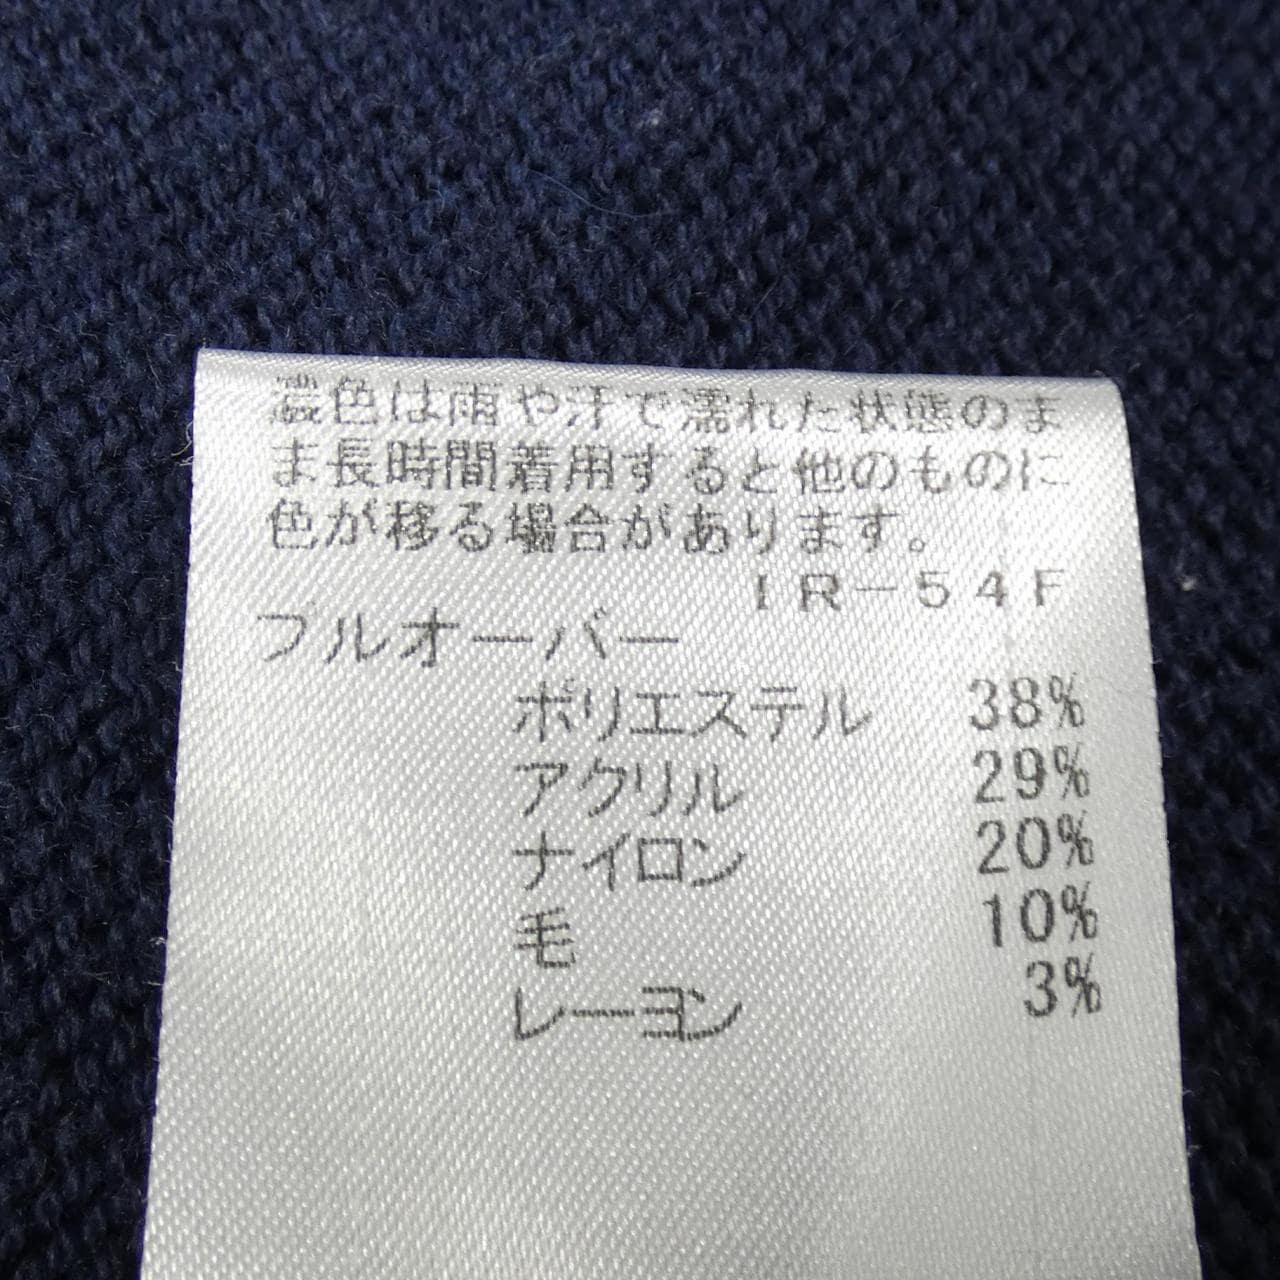 濃色は雨や汗で濡れた状態のま
ま長時間着用すると他のものに
色が移る場合があります。
IR-54F
プルオーバー
ポリエステル 38%
アクリル 29%
ナイロン 20%
毛 10%
レーヨン 3%